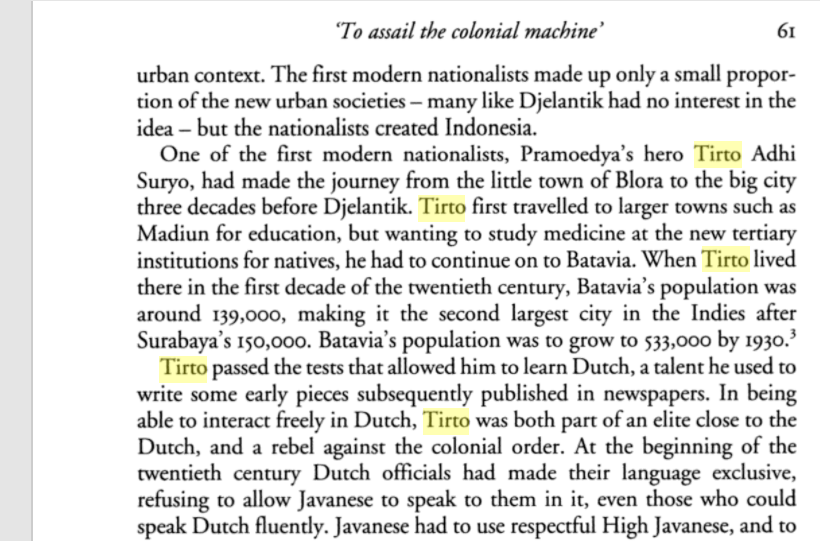 ‘To assail the colonial machine’ 61
urban context. The first modern nationalists made up only a small propor-
tion of the new urban societies – many like Djelantik had no interest in the
idea – but the nationalists created Indonesia.
One of the first modern nationalists, Pramoedya’s hero Tirto Adhi
Suryo, had made the journey from the little town of Blora to the big city
three decades before Djelantik. Tirto first travelled to larger towns such as
Madiun for education, but wanting to study medicine at the new tertiary
institutions for natives, he had to continue on to Batavia. When Tirto lived
there in the first decade of the twentieth century, Batavia’s population was
around 139,000, making it the second largest city in the Indies after
Surabaya’s 150,000. Batavia’s population was to grow to 533,000 by 1930.³
Tirto passed the tests that allowed him to learn Dutch, a talent he used to
write some early pieces subsequently published in newspapers. In being
able to interact freely in Dutch, Tirto was both part of an elite close to the
Dutch, and a rebel against the colonial order. At the beginning of the
twentieth century Dutch officials had made their language exclusive,
refusing to allow Javanese to speak to them in it, even those who could
speak Dutch fluently. Javanese had to use respectful High Javanese, and to